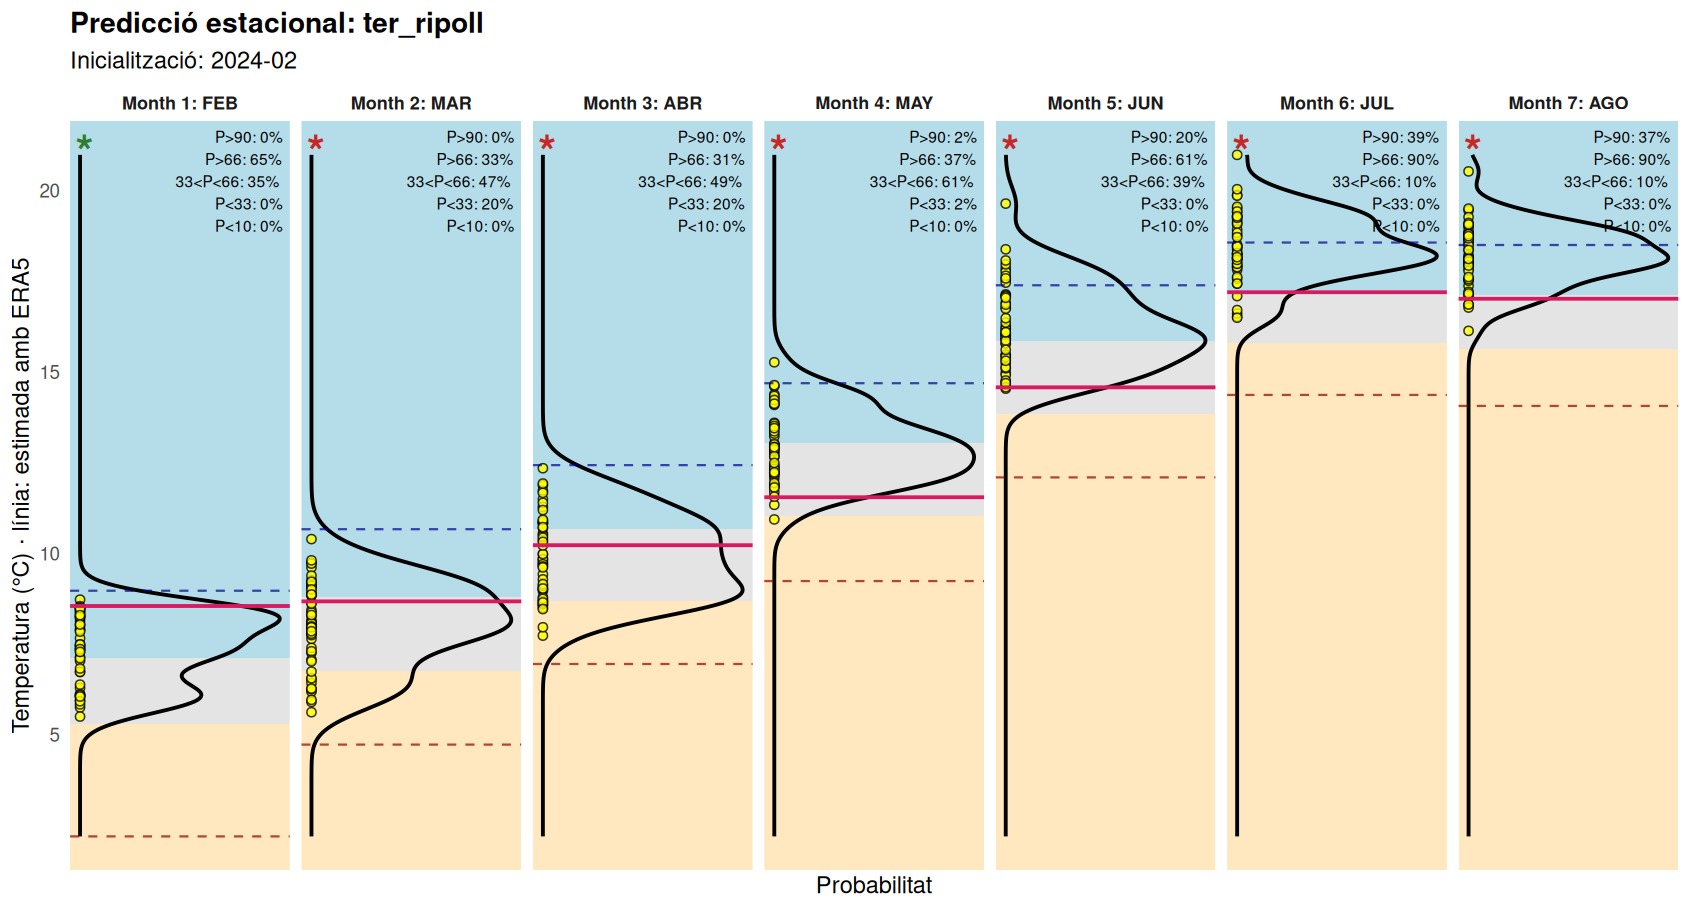 Predicció estacional: ter_ripoll
Inicialització: 2024-02
Month 1: FEB
*
P>90: 0%
P>66: 65%
33<P<66: 35%
P<33: 0%
P<10: 0%
Month 2: MAR
*
P>90: 0%
P>66: 33%
33<P<66: 47%
P<33: 20%
P<10: 0%
Month 3: ABR
*
P>90: 0%
P>66: 31%
33<P<66: 49%
P<33: 20%
P<10: 0%
Month 4: MAY
*
P>90: 2%
P>66: 37%
33<P<66: 61%
P<33: 2%
P<10: 0%
Month 5: JUN
*
P>90: 20%
P>66: 61%
33<P<66: 39%
P<33: 0%
P<10: 0%
Month 6: JUL
*
P>90: 39%
P>66: 90%
33<P<66: 10%
P<33: 0%
P<10: 0%
Month 7: AGO
*
P>90: 37%
P>66: 90%
33<P<66: 10%
P<33: 0%
P<10: 0%
20
15
10
5
Temperatura (°C) · línia: estimada amb ERA5
Probabilitat